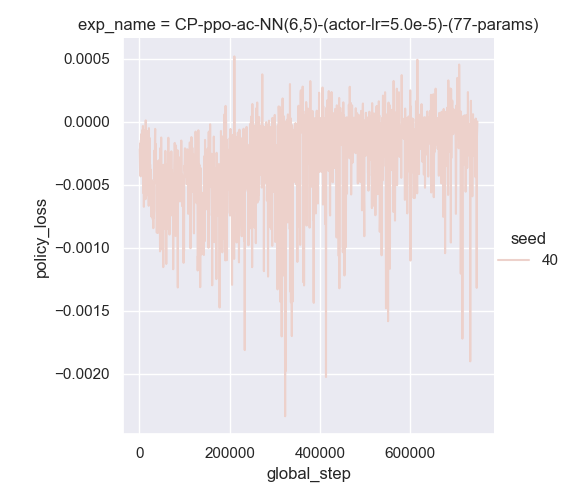 exp_name = CP-ppo-ac-NN(6,5)-(actor-lr=5.0e-5)-(77-params)
0.0005
0.0000
−0.0005
−0.0010
−0.0015
−0.0020
policy_loss
seed
40
0 200000 400000 600000
global_step